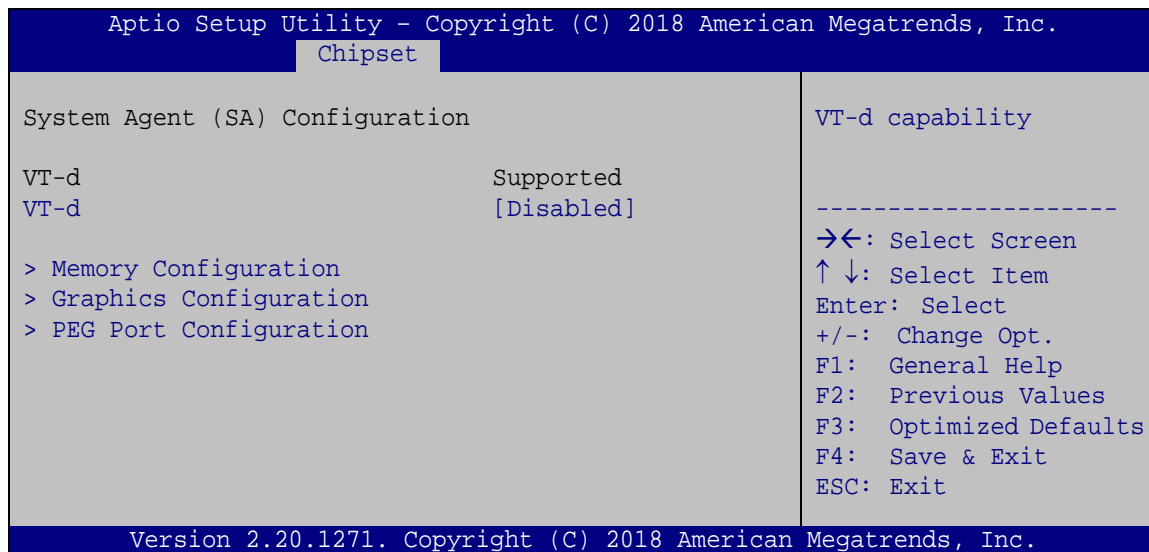 Aptio Setup Utility – Copyright (C) 2018 American Megatrends, Inc.
Chipset
System Agent (SA) Configuration
VT-d Supported
VT-d [Disabled]
> Memory Configuration
> Graphics Configuration
> PEG Port Configuration
VT-d capability
---------------------
→←: Select Screen
↑ ↓: Select Item
Enter: Select
+/-: Change Opt.
F1: General Help
F2: Previous Values
F3: Optimized Defaults
F4: Save & Exit
ESC: Exit
Version 2.20.1271. Copyright (C) 2018 American Megatrends, Inc.